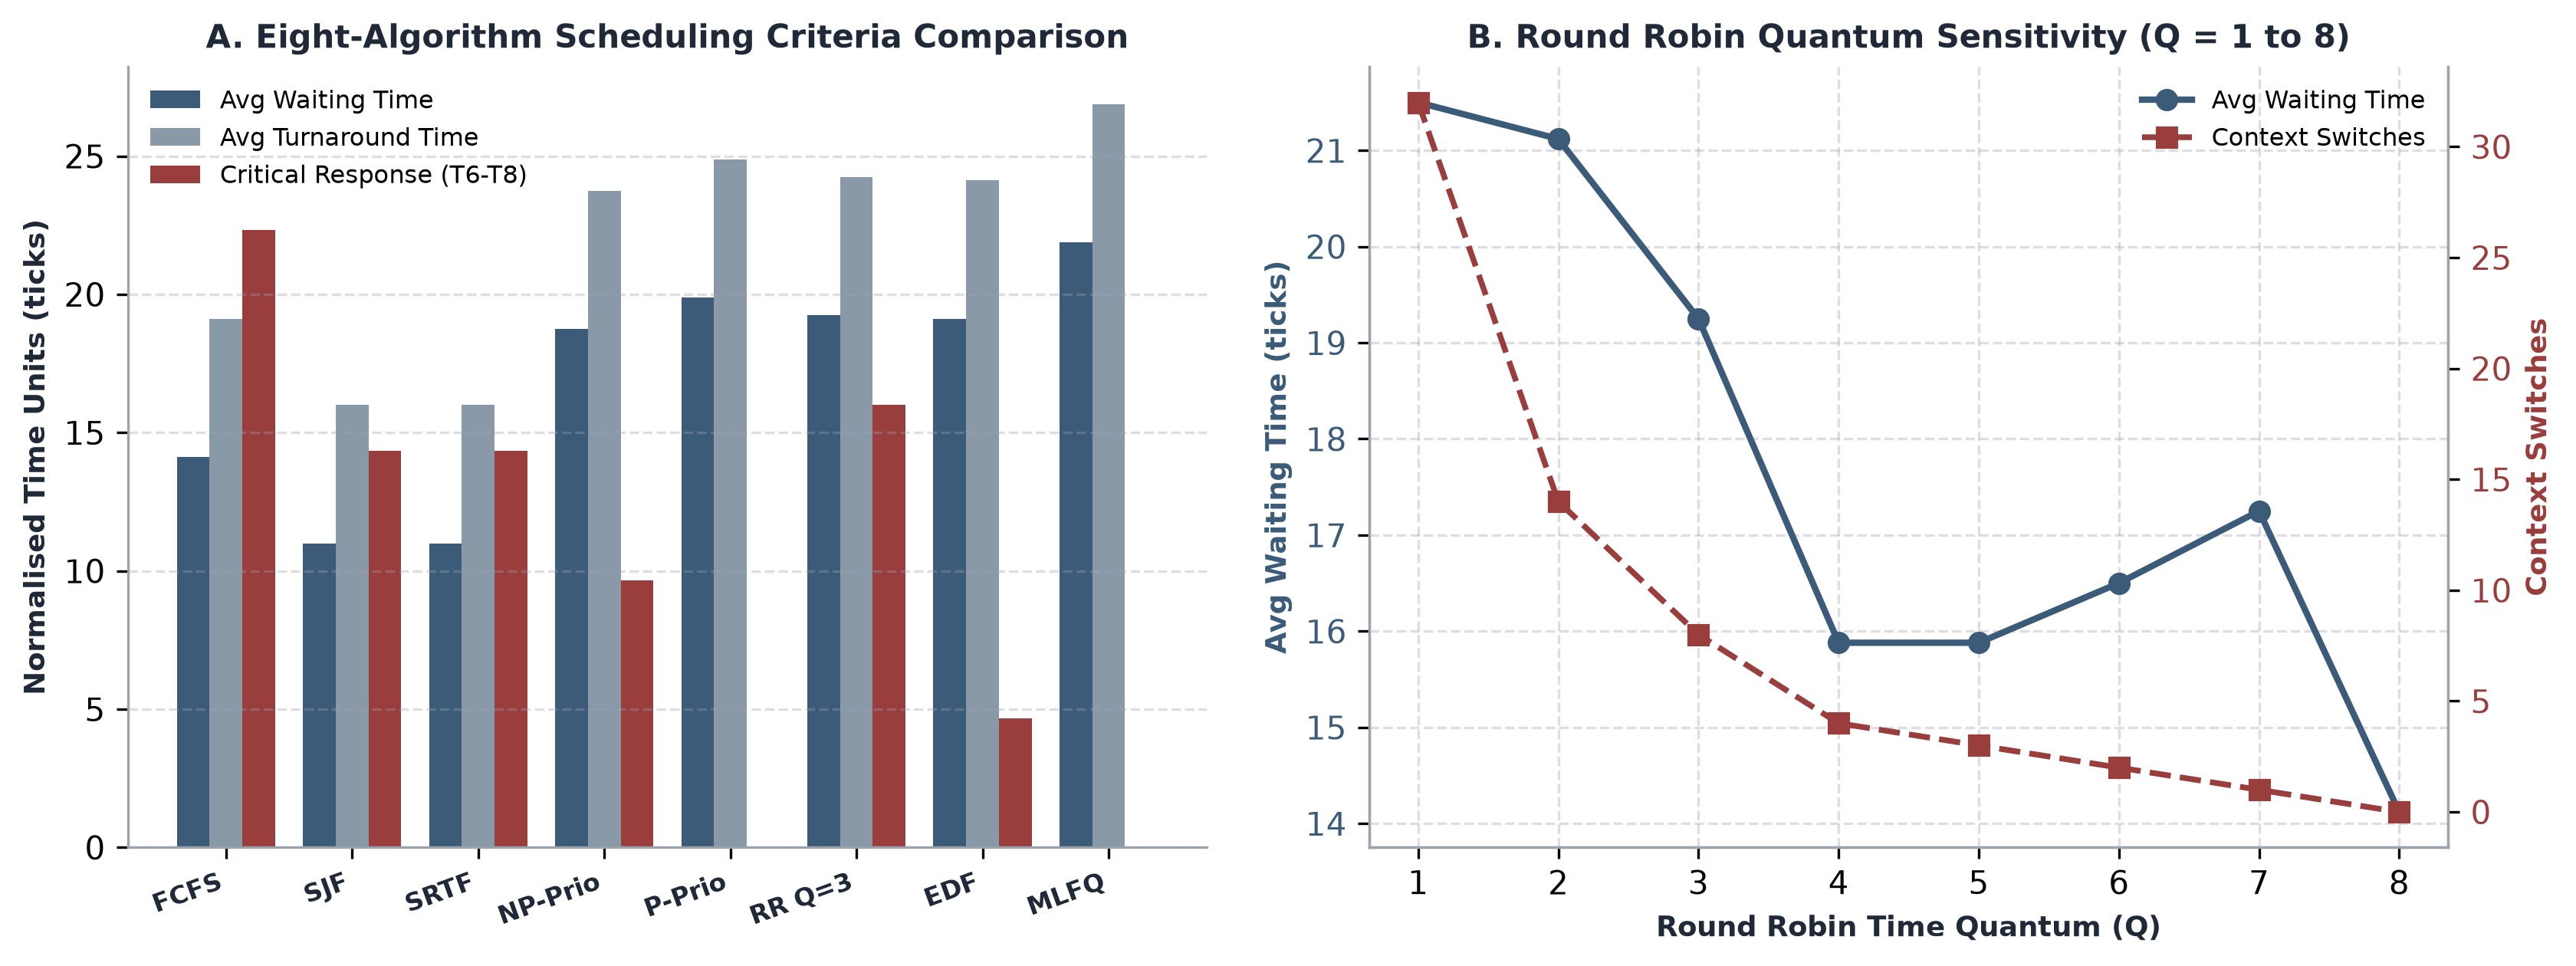 A. Eight-Algorithm Scheduling Criteria Comparison
Avg Waiting Time
Avg Turnaround Time
Critical Response (T6-T8)
Normalised Time Units (ticks)
25
20
15
10
5
0
FCFS
SJF
SRTF
NP-Prio
P-Prio
RR Q=3
EDF
MLFQ
B. Round Robin Quantum Sensitivity (Q = 1 to 8)
Avg Waiting Time
Context Switches
Avg Waiting Time (ticks)
21
20
19
18
17
16
15
14
30
25
20
15
10
5
0
Context Switches
1
2
3
4
5
6
7
8
Round Robin Time Quantum (Q)